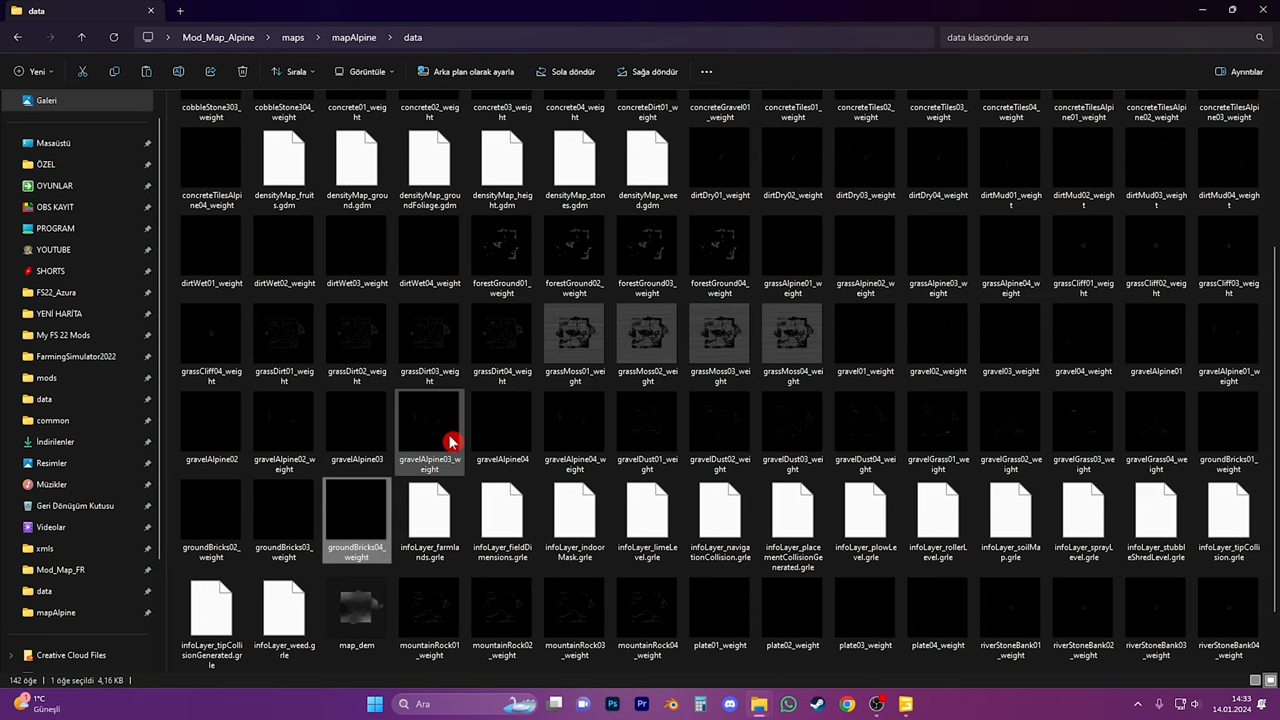 data
Mod_Map_Alpine > maps > mapAlpine > data
data klasöründe ara
Yeni
Sırala
Görüntüle
Arka plan olarak ayarla
Sola döndür
Sağa döndür
Ayrıntılar
Galeri
Masaüstü
ÖZEL
OYUNLAR
OBS KAYIT
PROGRAM
YOUTUBE
SHORTS
FS22_Azura
YENİ HARİTA
My FS 22 Mods
FarmingSimulator2022
mods
data
common
İndirilenler
Resimler
Müzikler
Geri Dönüşüm Kutusu
Videolar
xmls
Mod_Map_FR
data
mapAlpine
Creative Cloud Files
cobbleStone303_weight
cobbleStone304_weight
concrete01_weight
concrete02_weight
concrete03_weight
concrete04_weight
concreteDirt01_weight
concreteGravel01_weight
concreteTiles01_weight
concreteTiles02_weight
concreteTiles03_weight
concreteTiles04_weight
concreteTilesAlpine01_weight
concreteTilesAlpine02_weight
concreteTilesAlpine03_weight
concreteTilesAlpine04_weight
densityMap_fruits.gdm
densityMap_ground.gdm
densityMap_groundFoliage.gdm
densityMap_height.gdm
densityMap_stones.gdm
densityMap_weed.gdm
dirtDry01_weight
dirtDry02_weight
dirtDry03_weight
dirtDry04_weight
dirtMud01_weight
dirtMud02_weight
dirtMud03_weight
dirtMud04_weight
dirtWet01_weight
dirtWet02_weight
dirtWet03_weight
dirtWet04_weight
forestGround01_weight
forestGround02_weight
forestGround03_weight
forestGround04_weight
grassAlpine01_weight
grassAlpine02_weight
grassAlpine03_weight
grassAlpine04_weight
grassCliff01_weight
grassCliff02_weight
grassCliff03_weight
grassCliff04_weight
grassDirt01_weight
grassDirt02_weight
grassDirt03_weight
grassDirt04_weight
grassMoss01_weight
grassMoss02_weight
grassMoss03_weight
grassMoss04_weight
gravel01_weight
gravel02_weight
gravel03_weight
gravel04_weight
gravelAlpine01
gravelAlpine01_weight
gravelAlpine02
gravelAlpine02_weight
gravelAlpine03
gravelAlpine03_weight
gravelAlpine04
gravelAlpine04_weight
gravelDust01_weight
gravelDust02_weight
gravelDust03_weight
gravelDust04_weight
gravelGrass01_weight
gravelGrass02_weight
gravelGrass03_weight
gravelGrass04_weight
groundBricks01_weight
groundBricks02_weight
groundBricks03_weight
groundBricks04_weight
infoLayer_farmlands.grle
infoLayer_fieldDimensions.grle
infoLayer_indoorMask.grle
infoLayer_limeLevel.grle
infoLayer_navigationCollision.grle
infoLayer_placementCollisionGenerated.grle
infoLayer_plowLevel.grle
infoLayer_rollerLevel.grle
infoLayer_soilMap.grle
infoLayer_sprayLevel.grle
infoLayer_stubbleShredLevel.grle
infoLayer_tipCollision.grle
infoLayer_tipCollisionGenerated.grle
infoLayer_weed.grle
map_dem
mountainRock01_weight
mountainRock02_weight
mountainRock03_weight
mountainRock04_weight
plate01_weight
plate02_weight
plate03_weight
plate04_weight
riverStoneBank01_weight
riverStoneBank02_weight
riverStoneBank04_weight
142 öğe
1 öğe seçildi 4,16 KB
1°C
Güneşli
Ara
14:33
14.01.2024